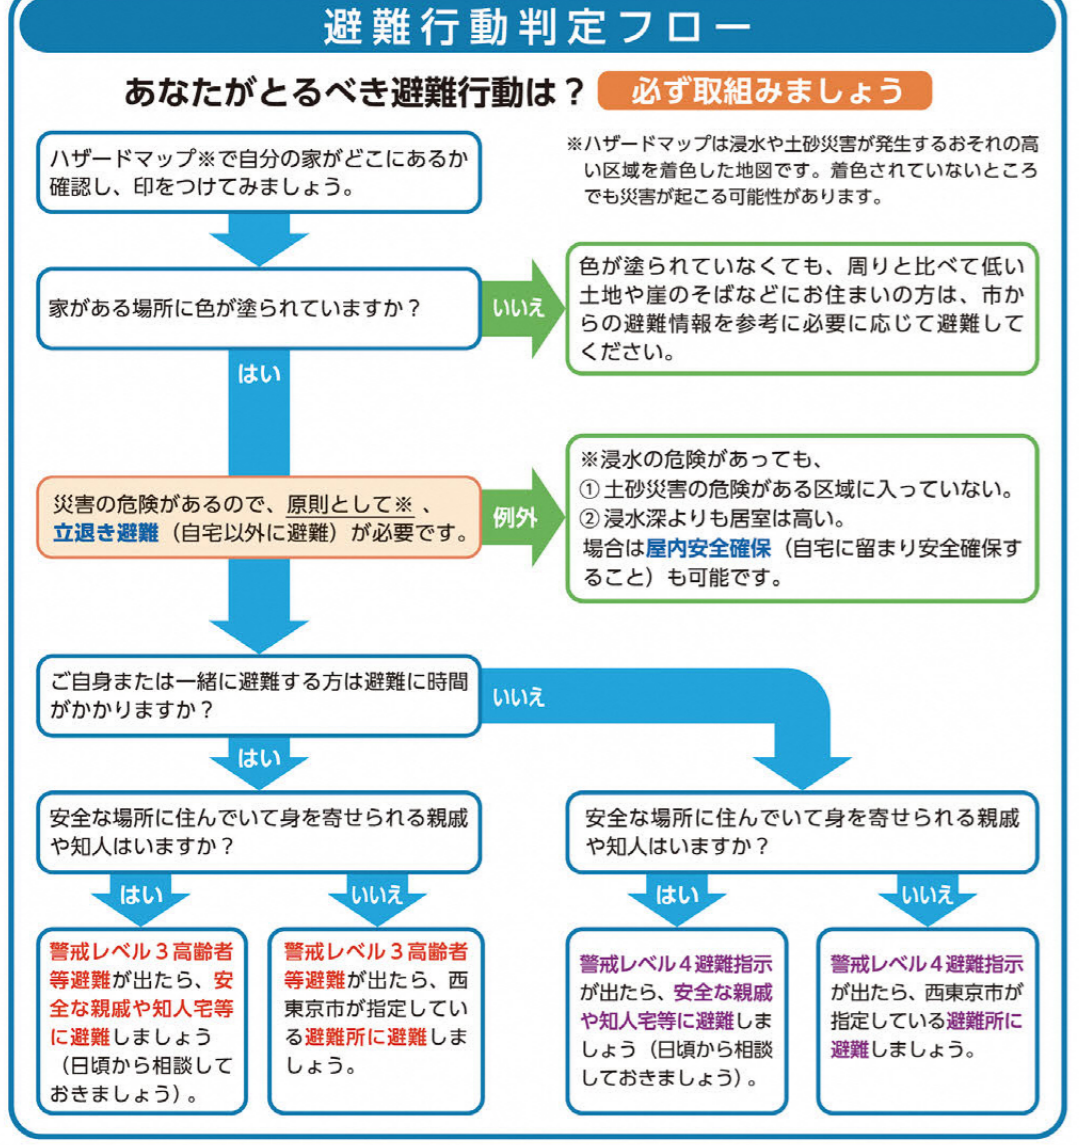 避難行動判定フロー
あなたがとるべき避難行動は？
必ず取組みましょう
ハザードマップ※で自分の家がどこにあるか
確認し、印をつけてみましょう。
※ハザードマップは浸水や土砂災害が発生するおそれの高
い区域を着色した地図です。着色されていないところ
でも災害が起こる可能性があります。
家がある場所に色が塗られていますか？
いいえ
色が塗られていなくても、周りと比べて低い
土地や崖のそばなどにお住まいの方は、市か
らの避難情報を参考に必要に応じて避難して
ください。
はい
災害の危険があるので、原則として※、
立退き避難（自宅以外に避難）が必要です。
例外
※浸水の危険があっても、
①土砂災害の危険がある区域に入っていない。
②浸水深よりも居室は高い。
場合は屋内安全確保（自宅に留まり安全確保す
ること）も可能です。
ご自身または一緒に避難する方は避難に時間
がかかりますか？
いいえ
はい
安全な場所に住んでいて身を寄せられる親戚
や知人はいますか？
はい
いいえ
警戒レベル３高齢者
等避難が出たら、安
全な親戚や知人宅等
に避難しましょう
（日頃から相談して
おきましょう）。
警戒レベル３高齢者
等避難が出たら、西
東京市が指定してい
る避難所に避難しま
しょう。
安全な場所に住んでいて身を寄せられる親戚
や知人はいますか？
はい
いいえ
警戒レベル４避難指示
が出たら、安全な親戚
や知人宅等に避難しま
しょう（日頃から相談
しておきましょう）。
警戒レベル４避難指示
が出たら、西東京市が
指定している避難所に
避難しましょう。